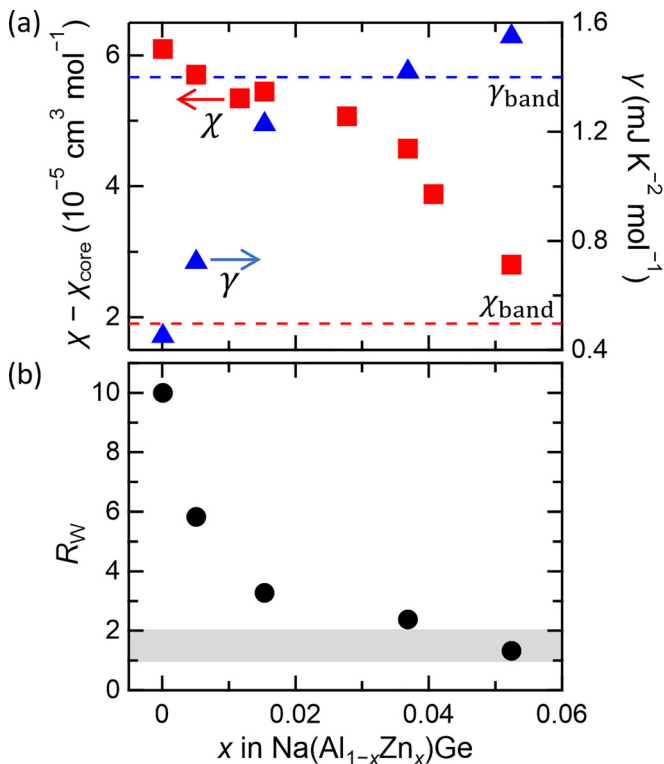 (a)
6
4
2
χ − χcore (10⁻⁵ cm³ mol⁻¹)
1.6
1.2
0.8
0.4
γ (mJ K⁻² mol⁻¹)
γband
χ
γ
χband
(b)
10
8
6
4
2
0
RW
0
0.02
0.04
0.06
x in Na(Al₁₋ₓZnₓ)Ge